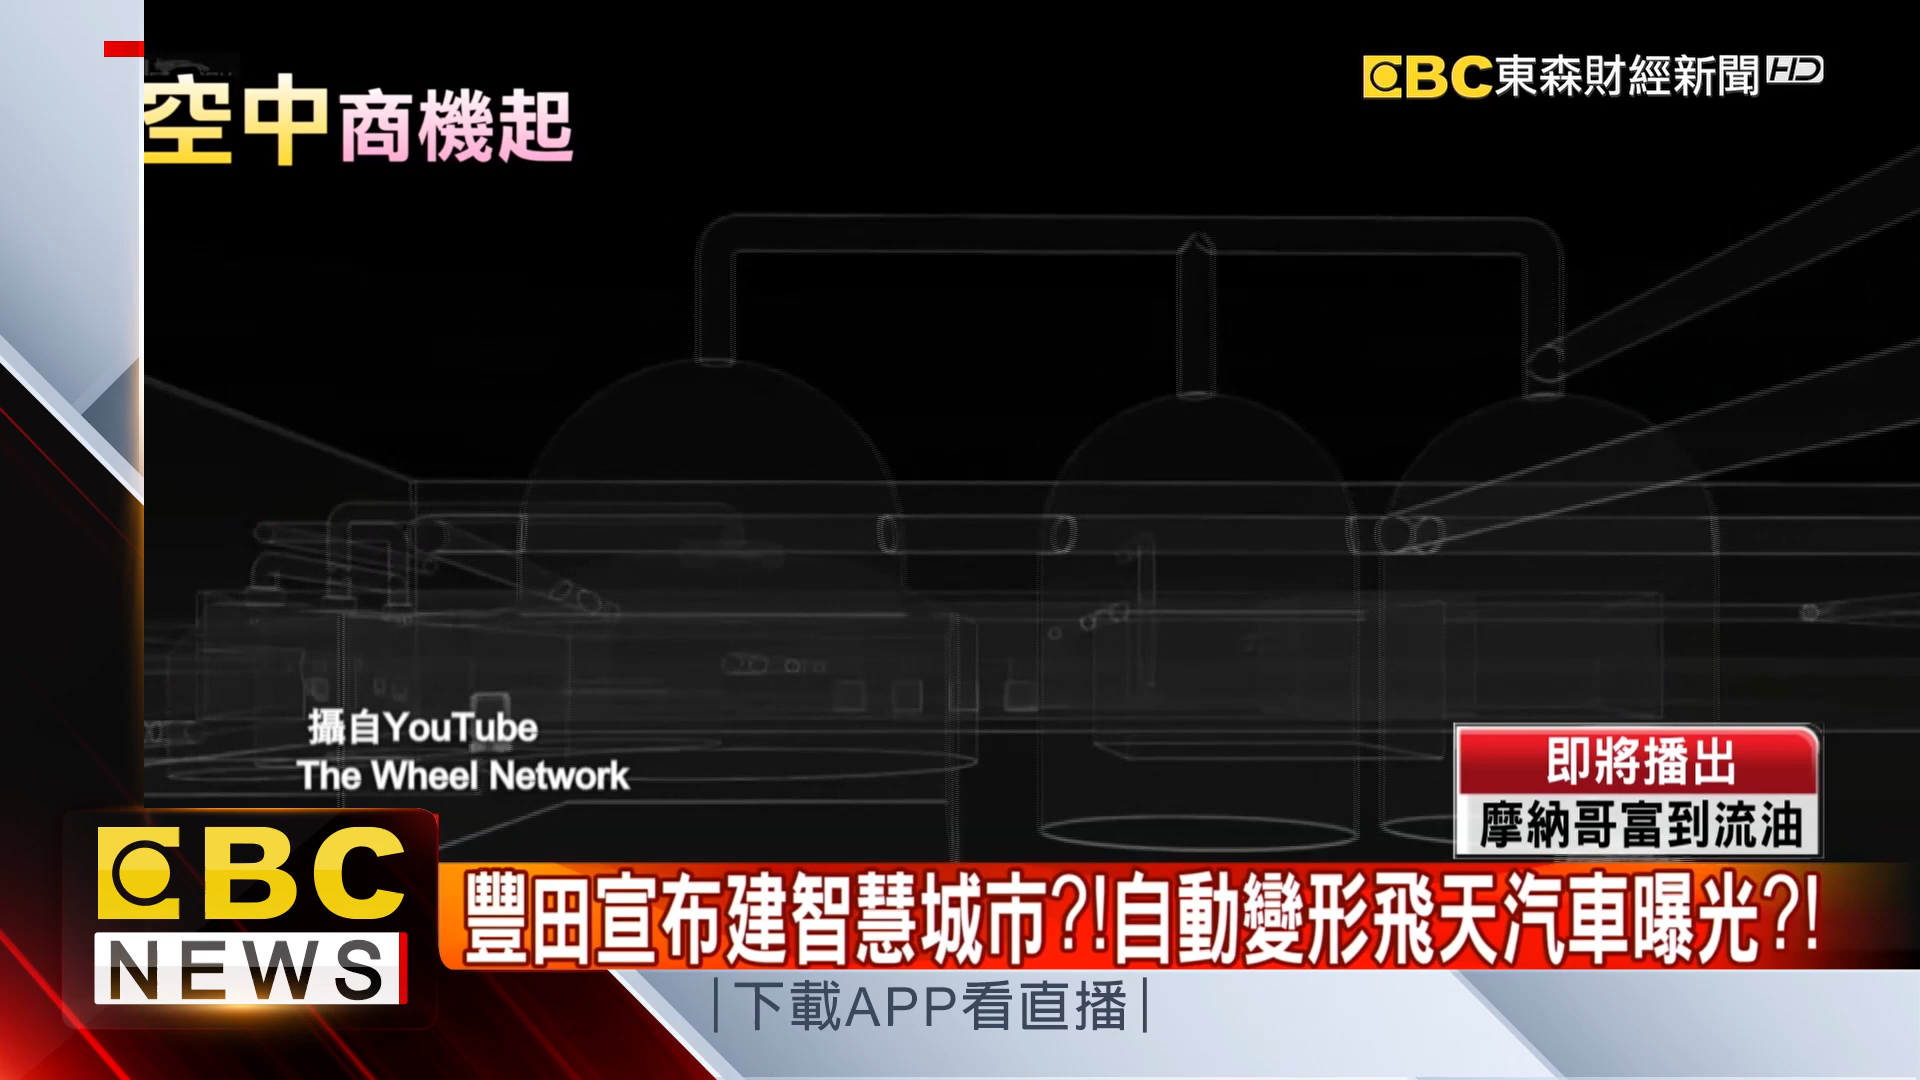 空中商機起
EBC東森財經新聞HD
攝自YouTube
The Wheel Network
即將播出
摩納哥富到流油
EBC
NEWS
豐田宣布建智慧城市?!自動變形飛天汽車曝光?!
|下載APP看直播|